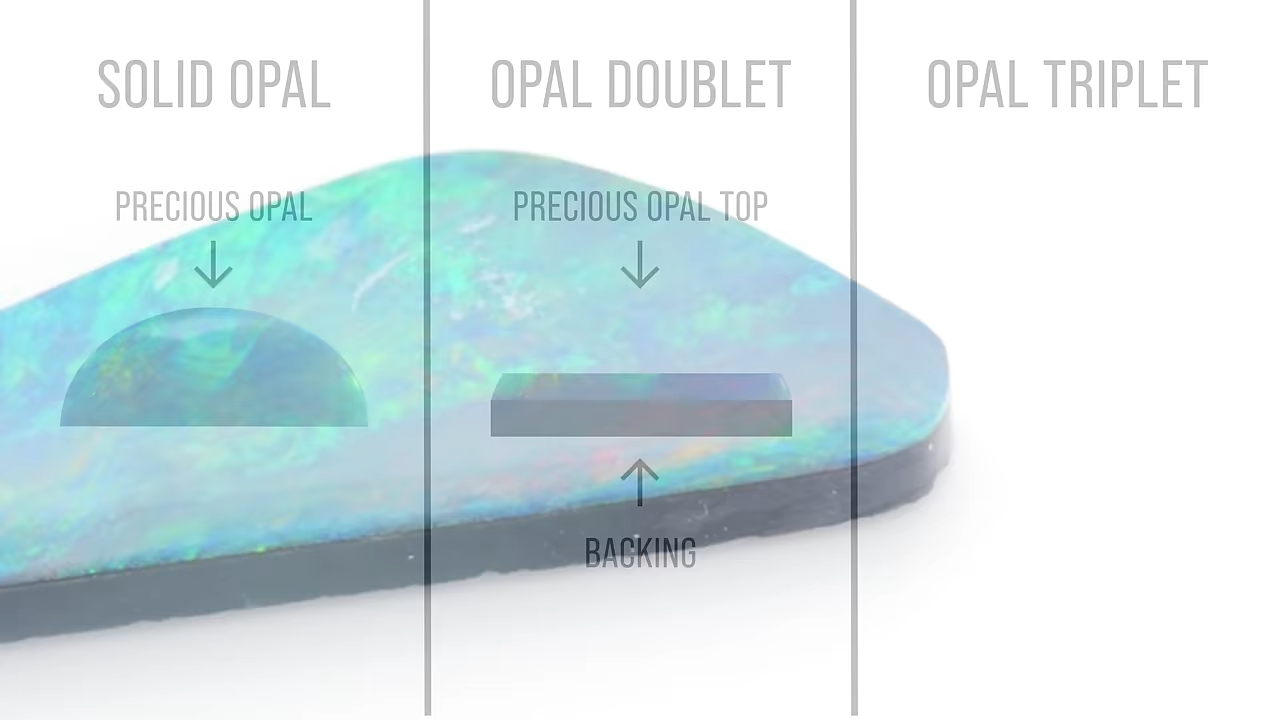 SOLID OPAL
PRECIOUS OPAL
OPAL DOUBLET
PRECIOUS OPAL TOP
BACKING
OPAL TRIPLET